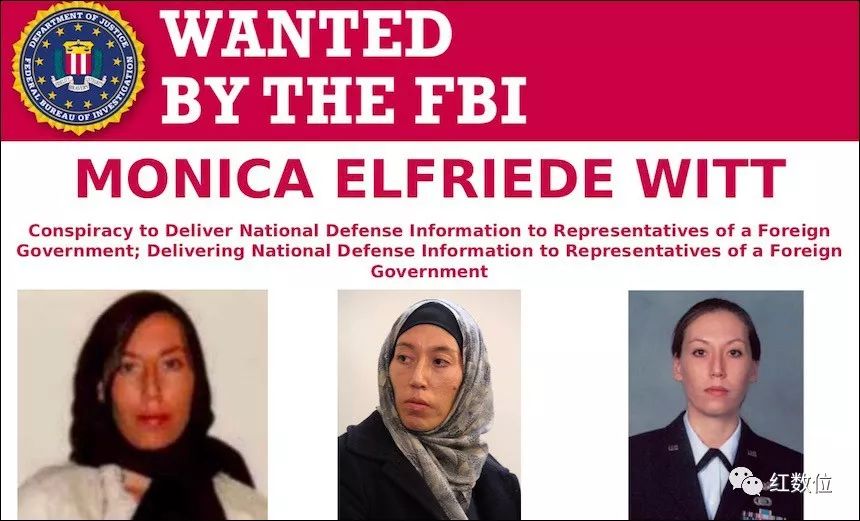 WANTED
BY THE FBI
DEPARTMENT OF JUSTICE
FEDERAL BUREAU OF INVESTIGATION
MONICA ELFRIEDE WITT
Conspiracy to Deliver National Defense Information to Representatives of a Foreign
Government; Delivering National Defense Information to Representatives of a Foreign
Government
红数位